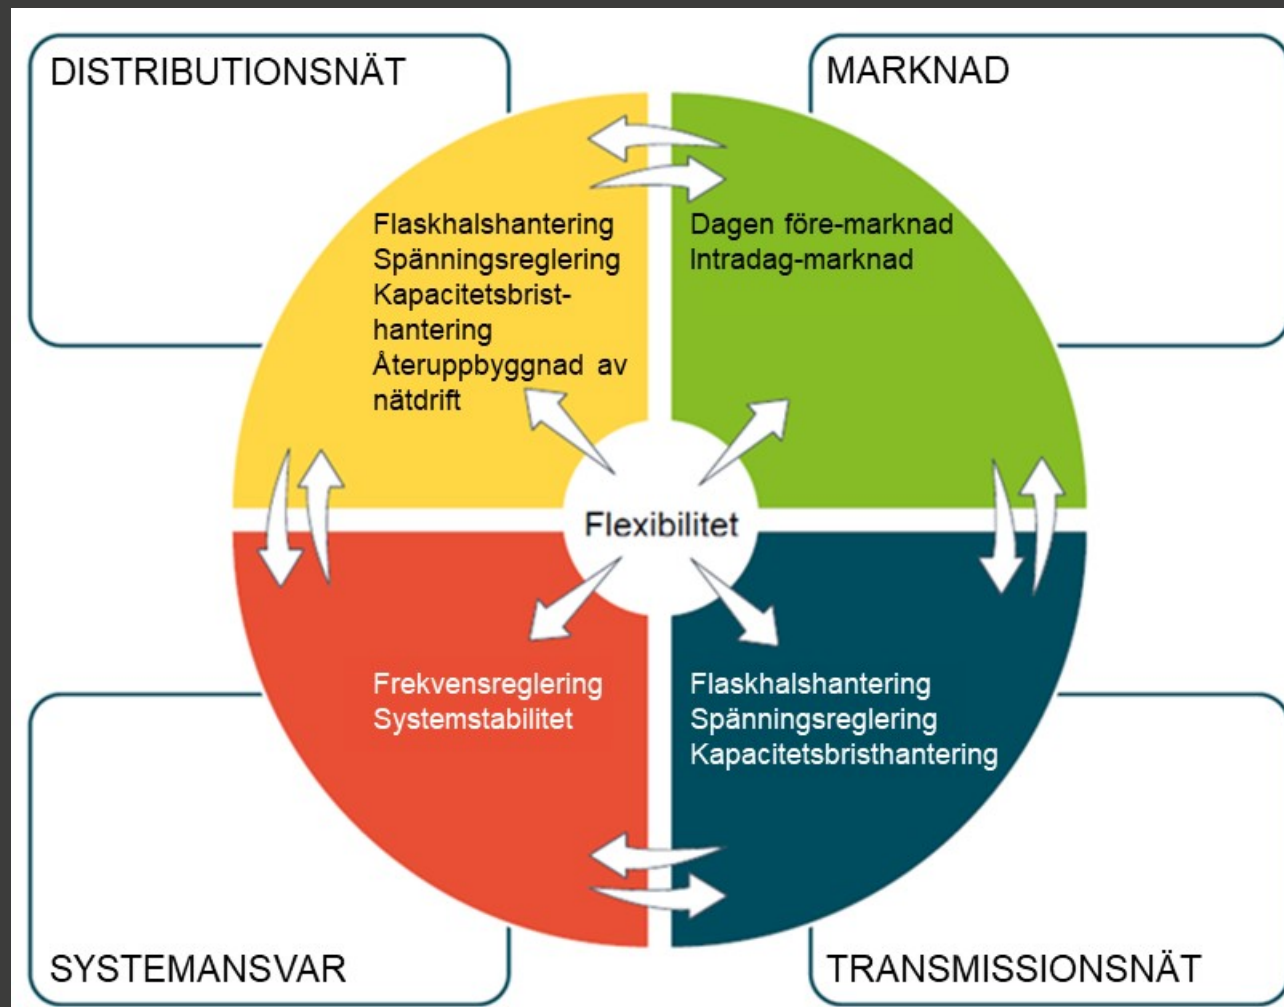 DISTRIBUTIONSNÄT
MARKNAD
Flaskhalshantering
Spänningsreglering
Kapacitetsbrist-
hantering
Återuppbyggnad av
nätdrift
Dagen före-marknad
Intradag-marknad
Flexibilitet
Frekvensreglering
Systemstabilitet
Flaskhalshantering
Spänningsreglering
Kapacitetsbristhantering
SYSTEMANSVAR
TRANSMISSIONSNÄT